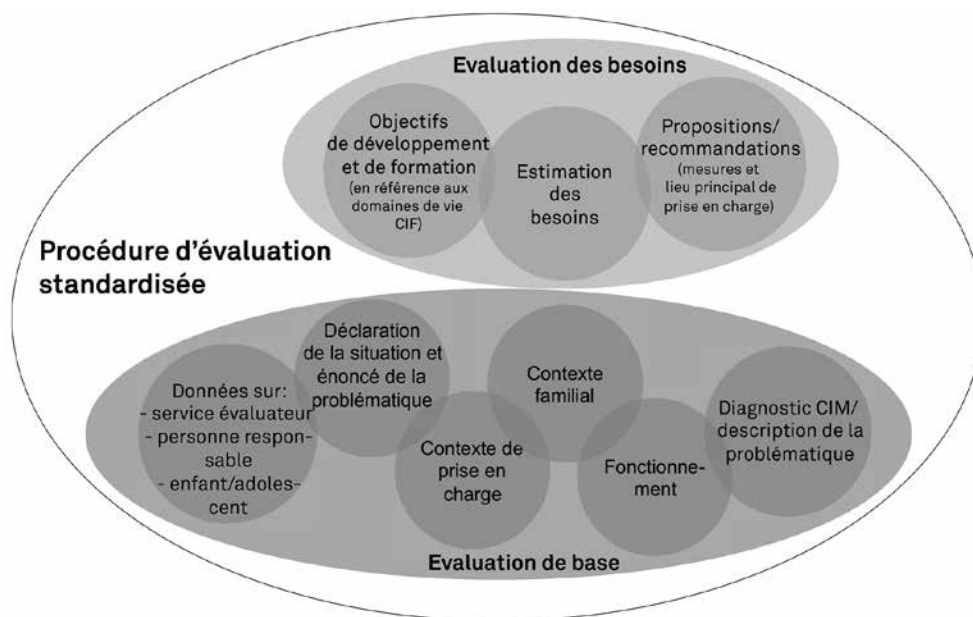 Evaluation des besoins
Objectifs
de développement
et de formation
(en référence aux
domaines de vie
CIF)
Estimation
des
besoins
Propositions/
recommandations
(mesures et
lieu principal de
prise en charge)
Procédure d’évaluation
standardisée
Données sur:
- service évaluateur
- personne respon-
sable
- enfant/adoles-
cent
Déclaration
de la situation et
énoncé de la
problématique
Contexte de
prise en
charge
Contexte
familial
Fonctionne-
ment
Diagnostic CIM/
description de la
problématique
Evaluation de base